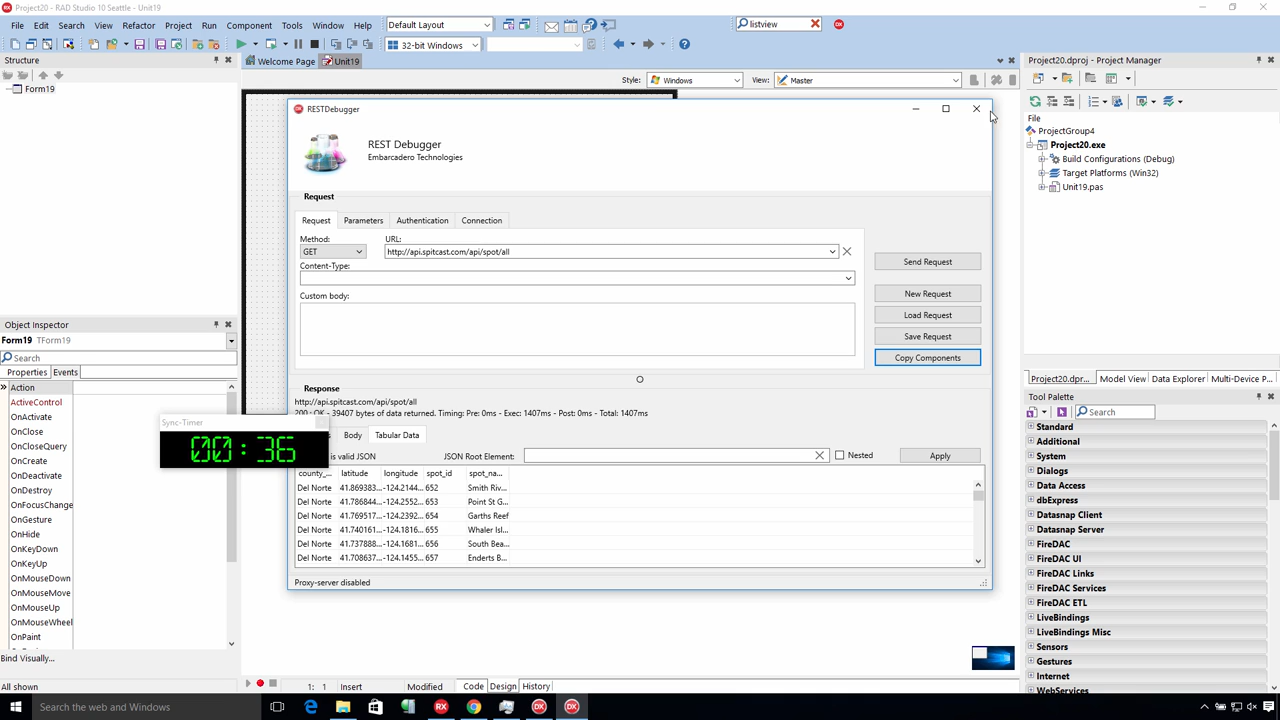 Project20 - RAD Studio 10 Seattle - Unit19
File Edit Search View Refactor Project Run Component Tools Window Help
Default Layout
listview
32-bit Windows
Structure
Form19
Welcome Page
Unit19
Style:
Windows
View:
Master
RESTDebugger
REST Debugger
Embarcadero Technologies
Request
Request
Parameters
Authentication
Connection
Method:
URL:
GET
http://api.spitcast.com/api/spot/all
Content-Type:
Custom body:
Send Request
New Request
Load Request
Save Request
Copy Components
Response
http://api.spitcast.com/api/spot/all
200 : OK - 39407 bytes of data returned. Timing: Pre: 0ms - Exec: 1407ms - Post: 0ms - Total: 1407ms
Body
Tabular Data
is valid JSON
JSON Root Element:
Nested
Apply
county_... latitude longitude spot_id spot_na...
Del Norte 41.869383... -124.2144... 652 Smith Riv...
Del Norte 41.786844... -124.2552... 653 Point St G...
Del Norte 41.769517... -124.2392... 654 Garths Reef
Del Norte 41.740161... -124.1816... 655 Whaler Isl...
Del Norte 41.737888... -124.1681... 656 South Bea...
Del Norte 41.708637... -124.1455... 657 Enderts B...
Proxy-server disabled
Sync-Timer
00:36
Object Inspector
Form19 TForm19
Search
Properties
Events
Action
ActiveControl
OnActivate
OnClose
OnCloseQuery
OnCreate
OnDeactivate
OnDestroy
OnFocusChange
OnGesture
OnHide
OnKeyDown
OnKeyUp
OnMouseDown
OnMouseMove
OnMouseUp
OnMouseWheel
OnPaint
Bind Visually...
All shown
1: 1
Insert
Modified
Code
Design
History
Project20.dproj - Project Manager
File
ProjectGroup4
Project20.exe
Build Configurations (Debug)
Target Platforms (Win32)
Unit19.pas
Project20.dpr...
Model View
Data Explorer
Multi-Device P...
Tool Palette
Search
Standard
Additional
System
Dialogs
Data Access
dbExpress
Datasnap Client
Datasnap Server
FireDAC
FireDAC UI
FireDAC Links
FireDAC Services
FireDAC ETL
LiveBindings
LiveBindings Misc
Sensors
Gestures
Internet
WebServices
Search the web and Windows